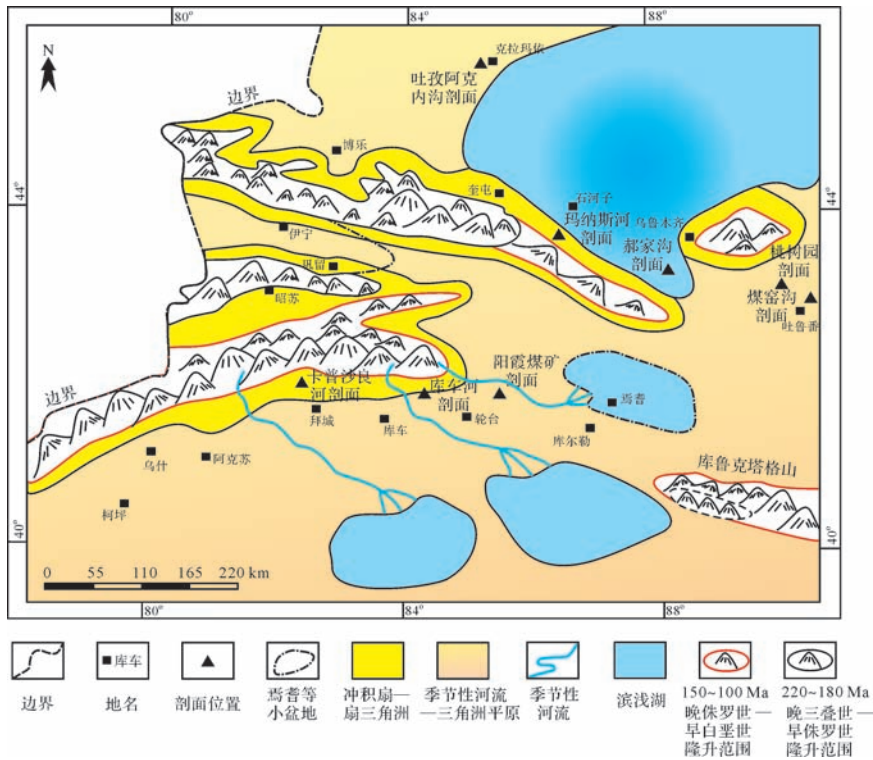 80°
84°
88°
N
克拉玛依
吐孜阿克
内沟剖面
边界
博乐
44°
44°
奎屯
石河子
玛纳斯河
剖面
乌鲁木齐
郝家沟
剖面
桃树园
剖面
伊宁
巩留
昭苏
煤窑沟
剖面
吐鲁番
阳霞煤矿
剖面
卡普沙良
河剖面
库车河
剖面
边界
焉耆
拜城
库车
轮台
库尔勒
乌什
阿克苏
库鲁克塔格山
柯坪
40°
40°
0 55 110 165 220 km
80°
84°
88°
库车
边界
地名
剖面位置
焉耆等
小盆地
冲积扇—
扇三角洲
季节性河流
—三角洲平原
季节性
河流
滨浅湖
150~100 Ma
晚侏罗世—
早白垩世
隆升范围
220~180 Ma
晚三叠世—
早侏罗世
隆升范围